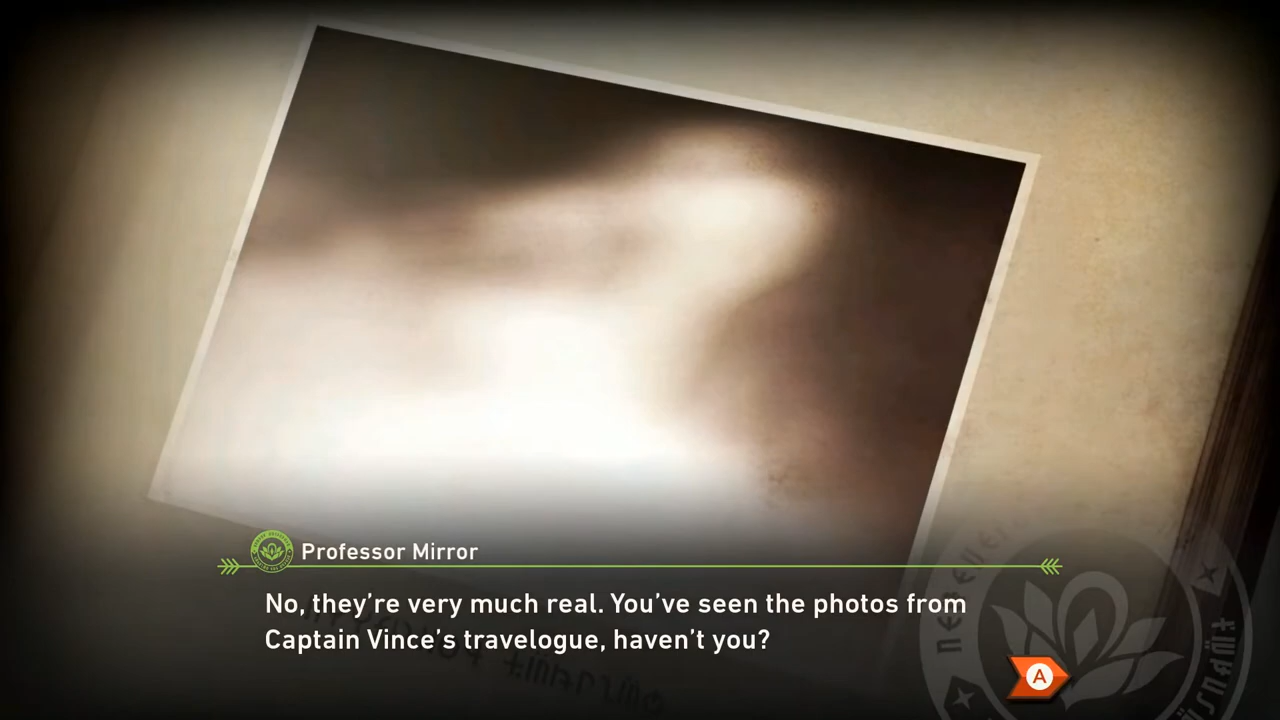 Professor Mirror
No, they're very much real. You've seen the photos from
Captain Vince's travelogue, haven't you?
A